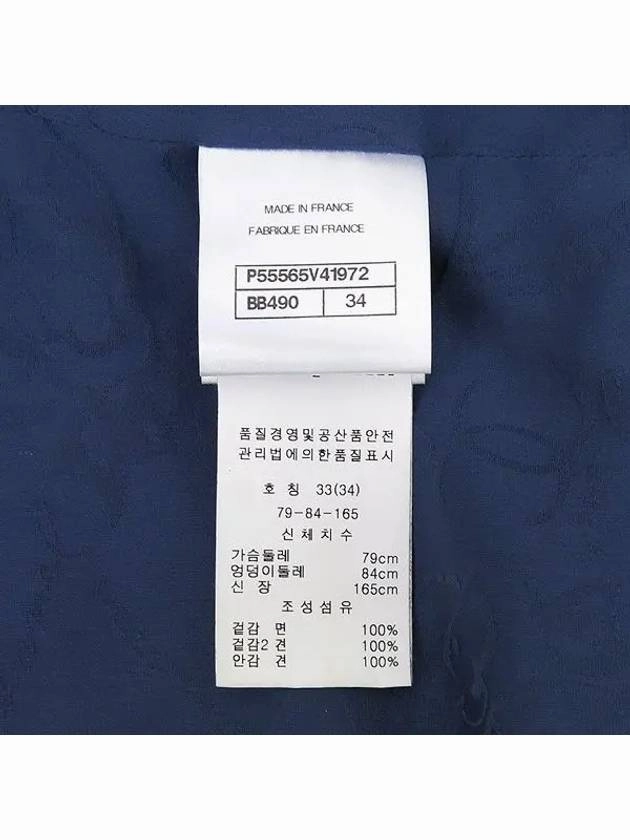 MADE IN FRANCE
FABRIQUE EN FRANCE
P55565V41972
BB490 34
품질경영및공산품안전
관리법에의한품질표시
호 칭 33(34)
79-84-165
신체치수
가슴둘레 79cm
엉덩이둘레 84cm
신 장 165cm
조성섬유
겉감 면 100%
겉감2 견 100%
안감 견 100%